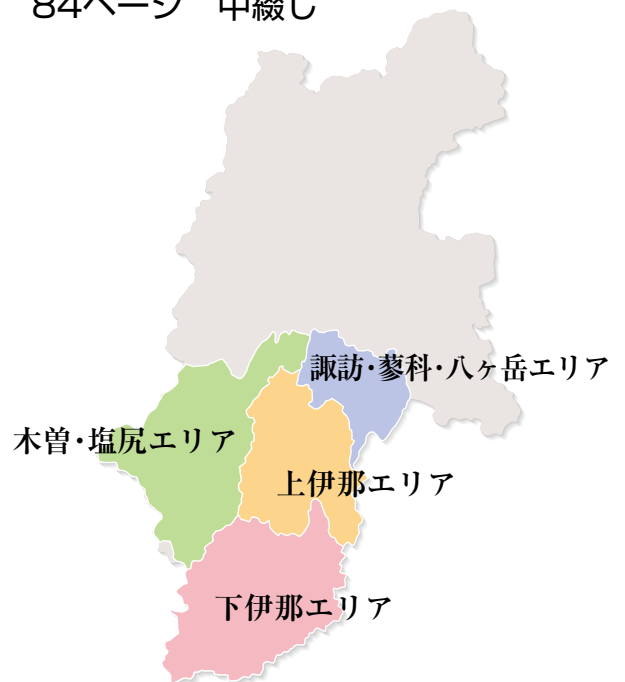 84ページ　中綴じ
諏訪･蓼科･八ヶ岳エリア
木曽･塩尻エリア
上伊那エリア
下伊那エリア